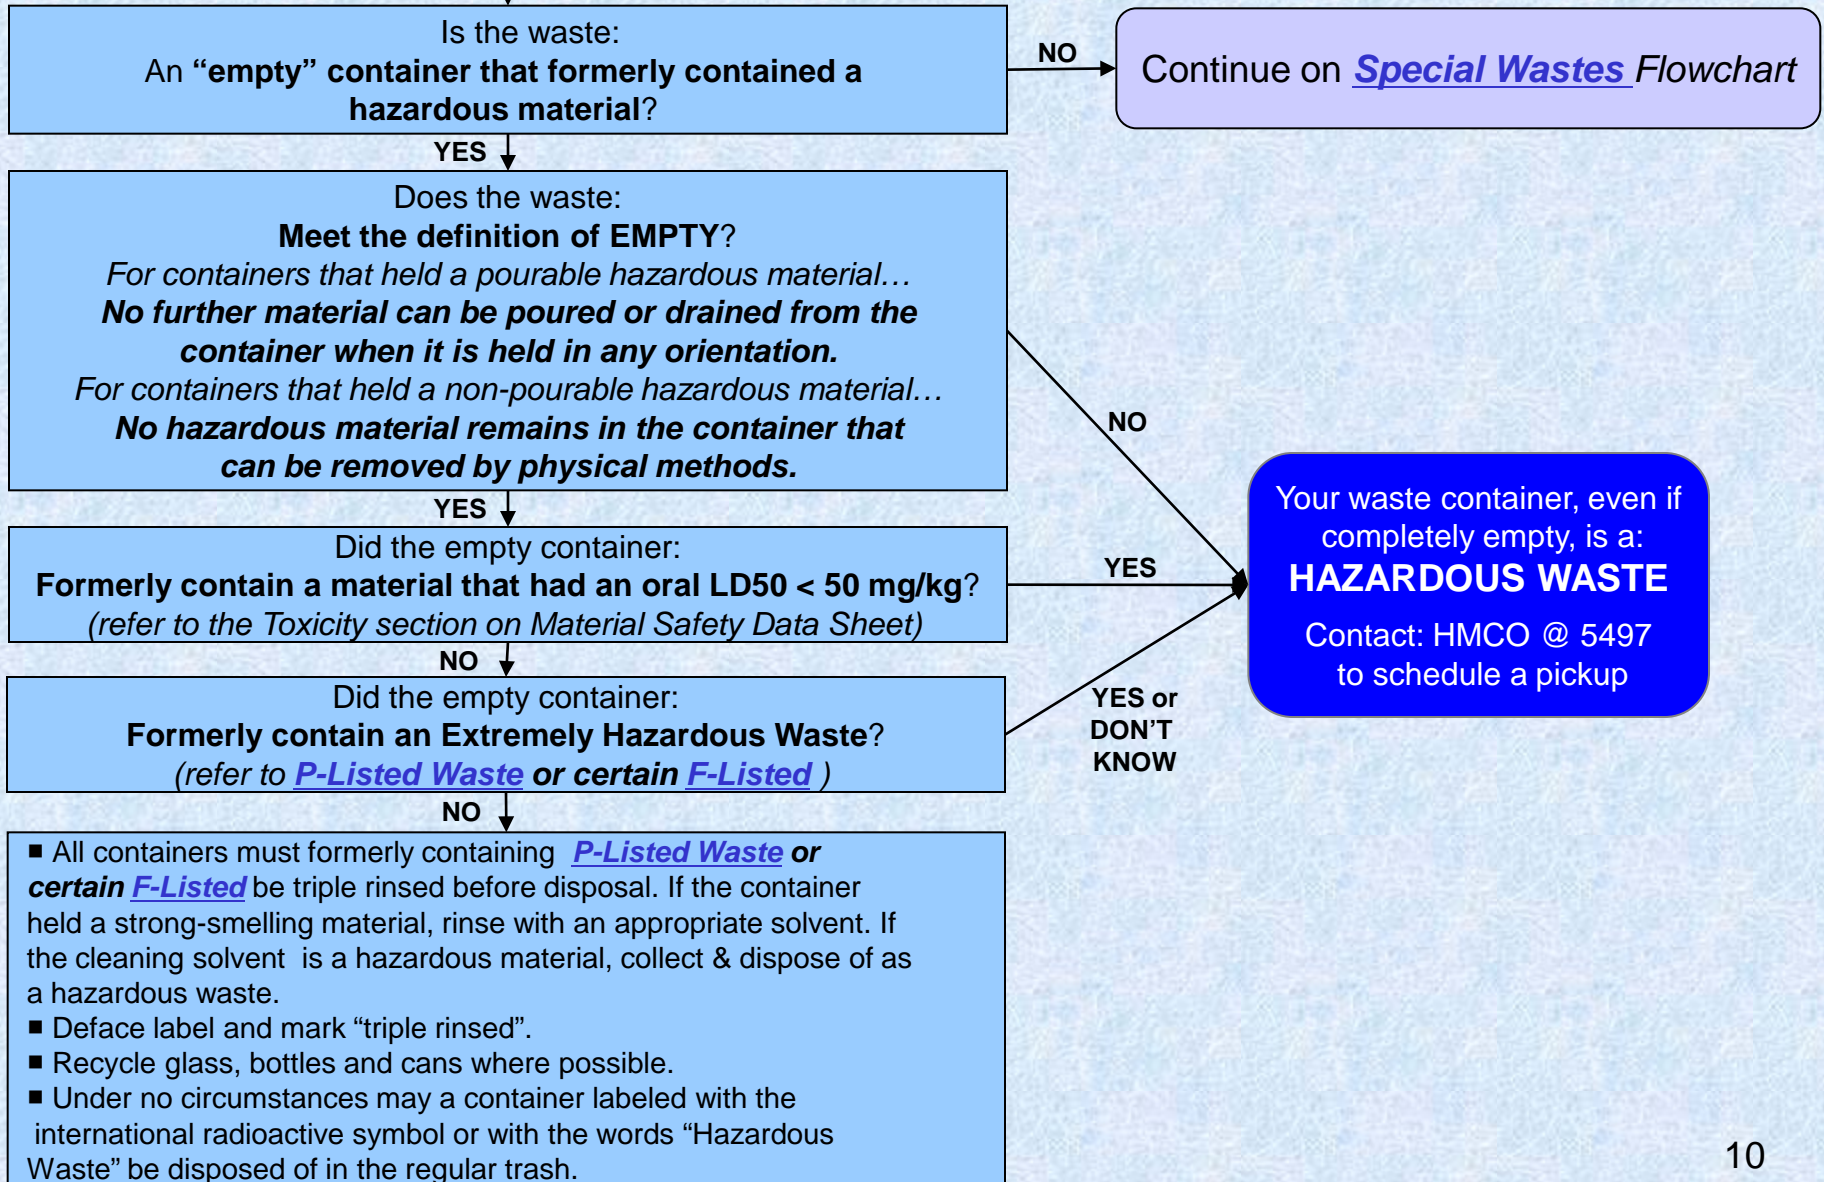 Is the waste:
An “empty” container that formerly contained a
hazardous material?
NO
Continue on Special Wastes Flowchart
YES
Does the waste:
Meet the definition of EMPTY?
For containers that held a pourable hazardous material…
No further material can be poured or drained from the
container when it is held in any orientation.
For containers that held a non-pourable hazardous material…
No hazardous material remains in the container that
can be removed by physical methods.
NO
YES
Did the empty container:
Formerly contain a material that had an oral LD50 < 50 mg/kg?
(refer to the Toxicity section on Material Safety Data Sheet)
YES
Your waste container, even if
completely empty, is a:
HAZARDOUS WASTE
Contact: HMCO @ 5497
to schedule a pickup
NO
Did the empty container:
Formerly contain an Extremely Hazardous Waste?
(refer to P-Listed Waste or certain F-Listed )
YES or
DON’T
KNOW
NO
■ All containers must formerly containing P-Listed Waste or
certain F-Listed be triple rinsed before disposal. If the container
held a strong-smelling material, rinse with an appropriate solvent. If
the cleaning solvent is a hazardous material, collect & dispose of as
a hazardous waste.
■ Deface label and mark “triple rinsed”.
■ Recycle glass, bottles and cans where possible.
■ Under no circumstances may a container labeled with the
international radioactive symbol or with the words “Hazardous
Waste” be disposed of in the regular trash.
10